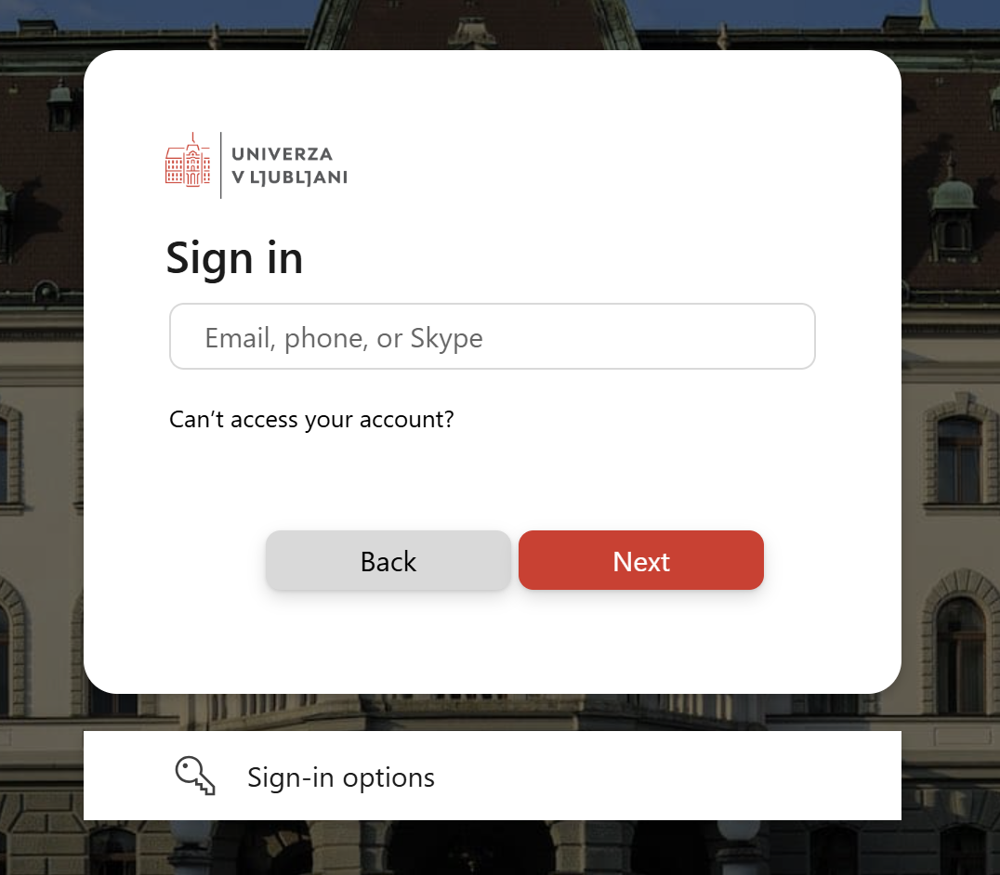 UNIVERZA
V LJUBLJANI
Sign in
Email, phone, or Skype
Can’t access your account?
Back
Next
Sign-in options